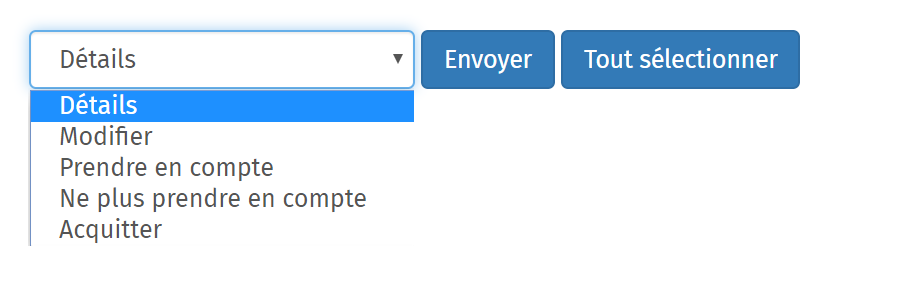 Détails Envoyer Tout sélectionner
Détails
Modifier
Prendre en compte
Ne plus prendre en compte
Acquitter